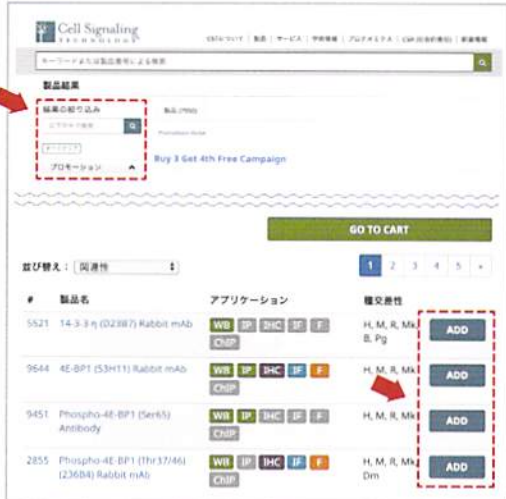 Cell Signaling
TECHNOLOGY
CSTについて | 製品 | サービス | 学術情報 | プロテオミクス | CSR(社会的責任) | 新着情報
キーワードまたは製品番号による検索
製品結果
結果の絞り込み
製品 (7950)
プロモーション
Buy 3 Get 4th Free Campaign
GO TO CART
並び替え： 関連性
1 2 3 4 5 »
# 製品名 アプリケーション 種交差性
5521 14-3-3 η (D23B7) Rabbit mAb WB IP IHC IF F ChIP H, M, R, Mk, B, Pg ADD
9644 4E-BP1 (53H11) Rabbit mAb WB IP IHC IF F ChIP H, M, R, Mk ADD
9451 Phospho-4E-BP1 (Ser65) Antibody WB IP IHC IF F ChIP H, M, R, Mk ADD
2855 Phospho-4E-BP1 (Thr37/46) (236B4) Rabbit mAb WB IP IHC IF F ChIP H, M, R, Mk, Dm ADD